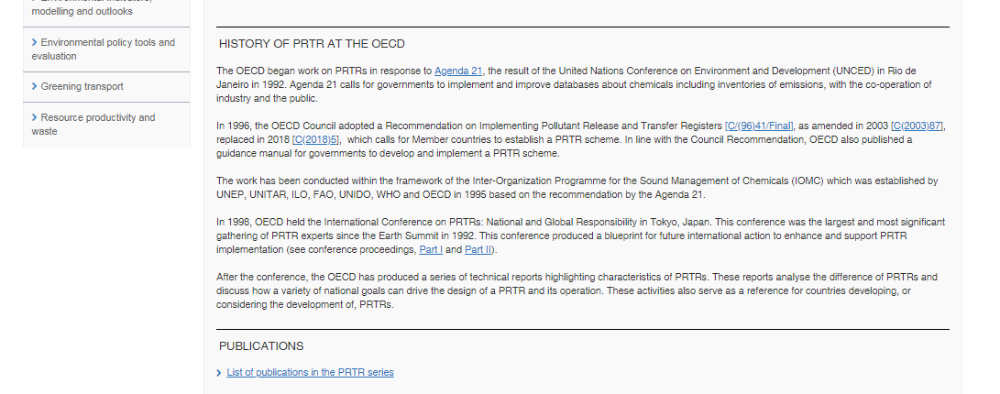 modelling and outlooks
Environmental policy tools and
evaluation
Greening transport
Resource productivity and
waste
HISTORY OF PRTR AT THE OECD
The OECD began work on PRTRs in response to Agenda 21, the result of the United Nations Conference on Environment and Development (UNCED) in Rio de
Janeiro in 1992. Agenda 21 calls for governments to implement and improve databases about chemicals including inventories of emissions, with the co-operation of
industry and the public.
In 1996, the OECD Council adopted a Recommendation on Implementing Pollutant Release and Transfer Registers [C/(96)41/Final], as amended in 2003 [C(2003)87],
replaced in 2018 [C(2018)5], which calls for Member countries to establish a PRTR scheme. In line with the Council Recommendation, OECD also published a
guidance manual for governments to develop and implement a PRTR scheme.
The work has been conducted within the framework of the Inter-Organization Programme for the Sound Management of Chemicals (IOMC) which was established by
UNEP, UNITAR, ILO, FAO, UNIDO, WHO and OECD in 1995 based on the recommendation by the Agenda 21.
In 1998, OECD held the International Conference on PRTRs: National and Global Responsibility in Tokyo, Japan. This conference was the largest and most significant
gathering of PRTR experts since the Earth Summit in 1992. This conference produced a blueprint for future international action to enhance and support PRTR
implementation (see conference proceedings, Part I and Part II).
After the conference, the OECD has produced a series of technical reports highlighting characteristics of PRTRs. These reports analyse the difference of PRTRs and
discuss how a variety of national goals can drive the design of a PRTR and its operation. These activities also serve as a reference for countries developing, or
considering the development of, PRTRs.
PUBLICATIONS
List of publications in the PRTR series